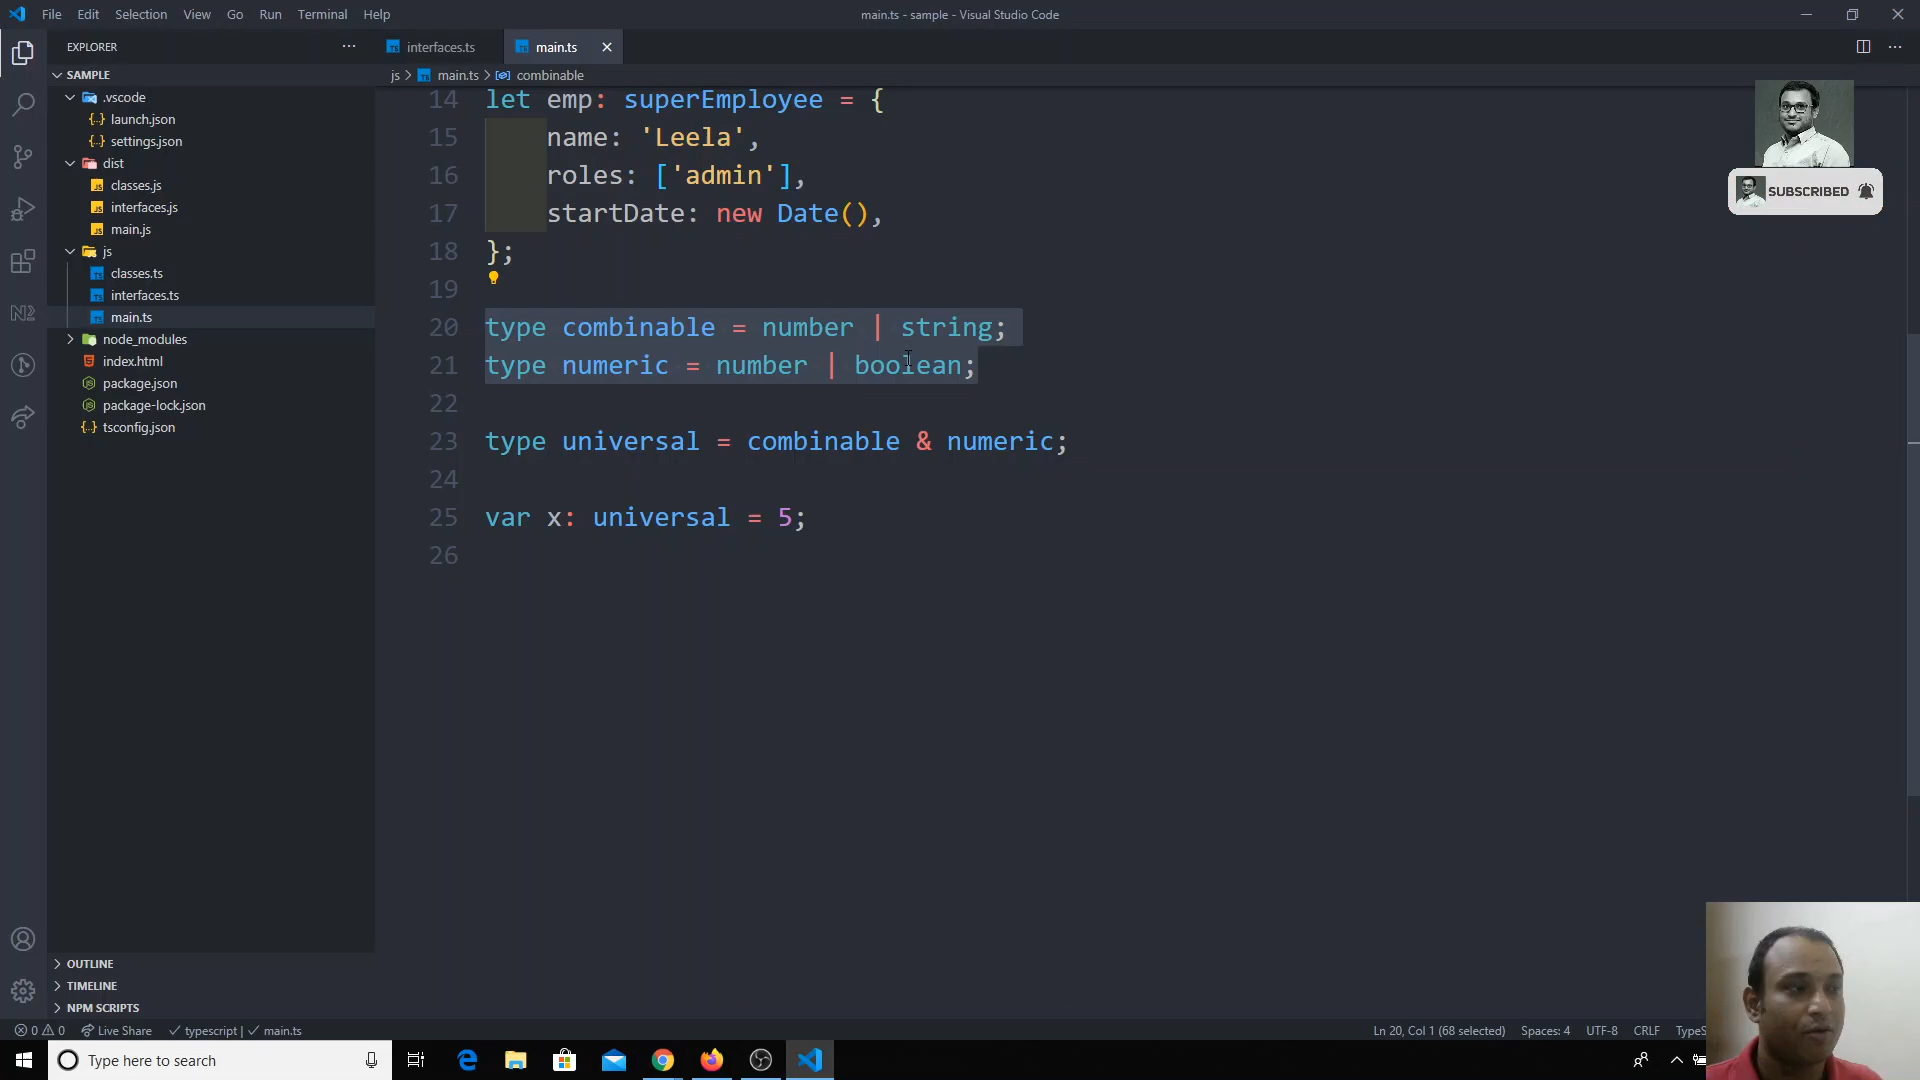 File Edit Selection View Go Run Terminal Help
main.ts - sample - Visual Studio Code
EXPLORER
SAMPLE
.vscode
launch.json
settings.json
dist
classes.js
interfaces.js
main.js
js
classes.ts
interfaces.ts
main.ts
node_modules
index.html
package.json
package-lock.json
tsconfig.json
OUTLINE
TIMELINE
NPM SCRIPTS
interfaces.ts main.ts
js > main.ts > combinable
14 let emp: superEmployee = {
15 name: 'Leela',
16 roles: ['admin'],
17 startDate: new Date(),
18 };
19
20 type combinable = number | string;
21 type numeric = number | boolean;
22
23 type universal = combinable & numeric;
24
25 var x: universal = 5;
26
SUBSCRIBED
0 0 Live Share typescript | main.ts
Ln 20, Col 1 (68 selected) Spaces: 4 UTF-8 CRLF TypeS
Type here to search